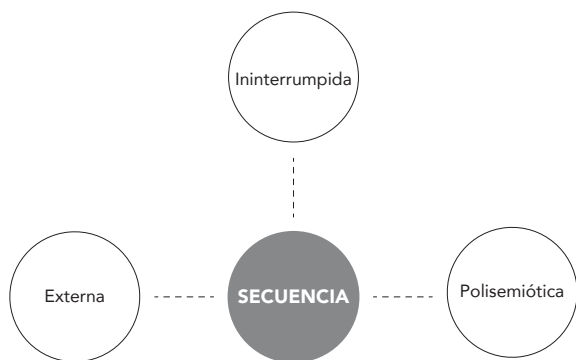 Ininterrumpida
Externa
SECUENCIA
Polisemiótica